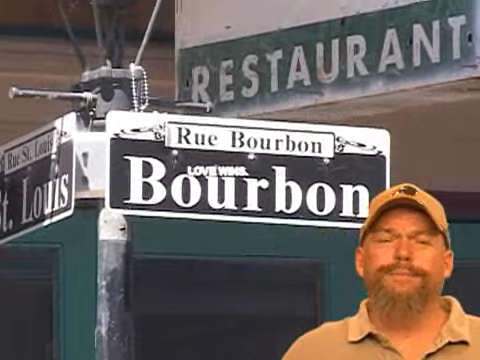 RESTAURANT
Rue Bourbon
LOVE WINS.
Bourbon
Rue St. Louis
St. Louis